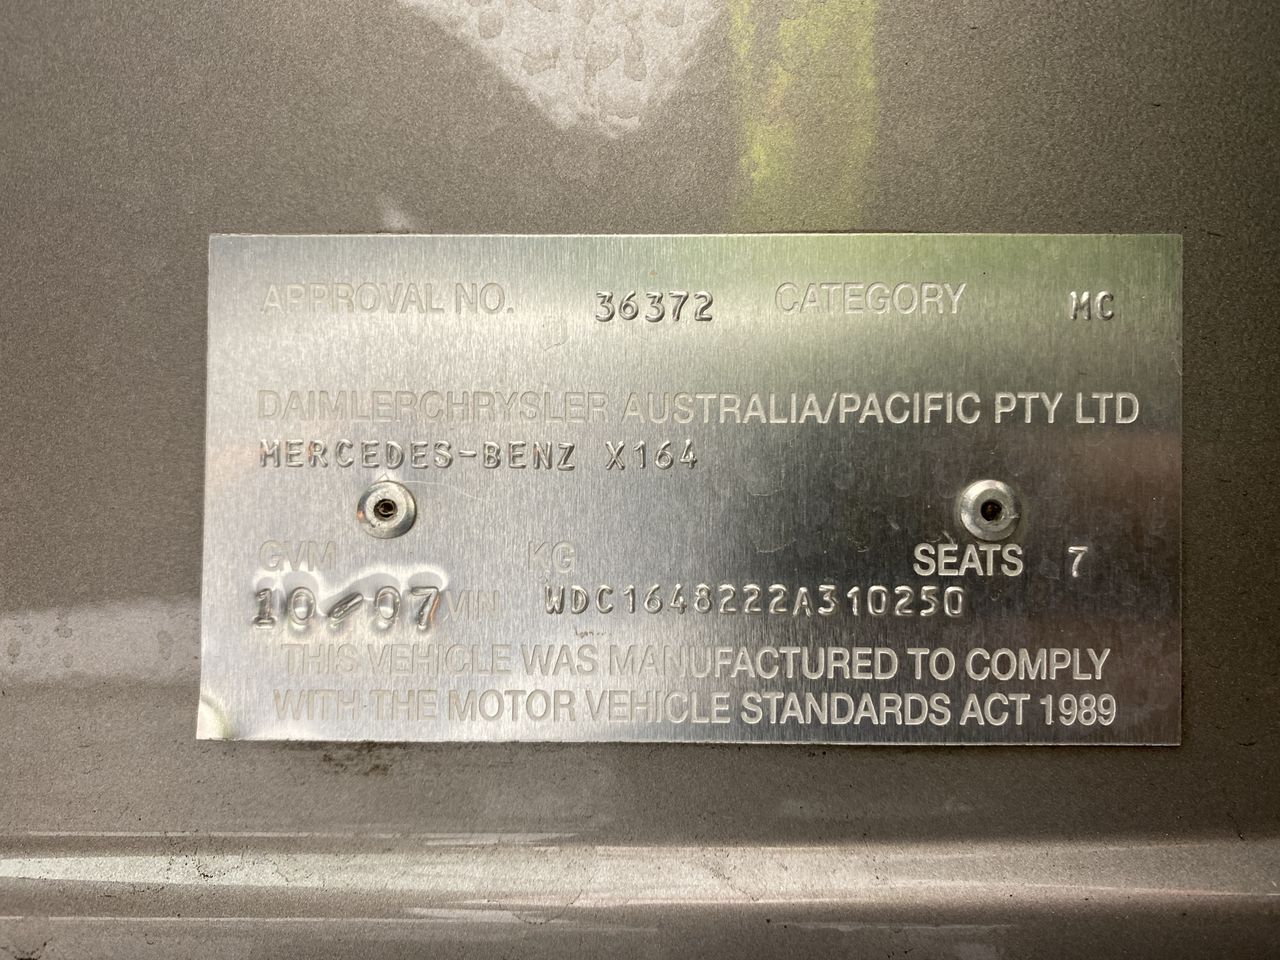 APPROVAL NO. 36372 CATEGORY MC
DAIMLERCHRYSLER AUSTRALIA/PACIFIC PTY LTD
MERCEDES-BENZ X164
GVM KG SEATS 7
10/07 VIN WDC1648222A310250
THIS VEHICLE WAS MANUFACTURED TO COMPLY
WITH THE MOTOR VEHICLE STANDARDS ACT 1989